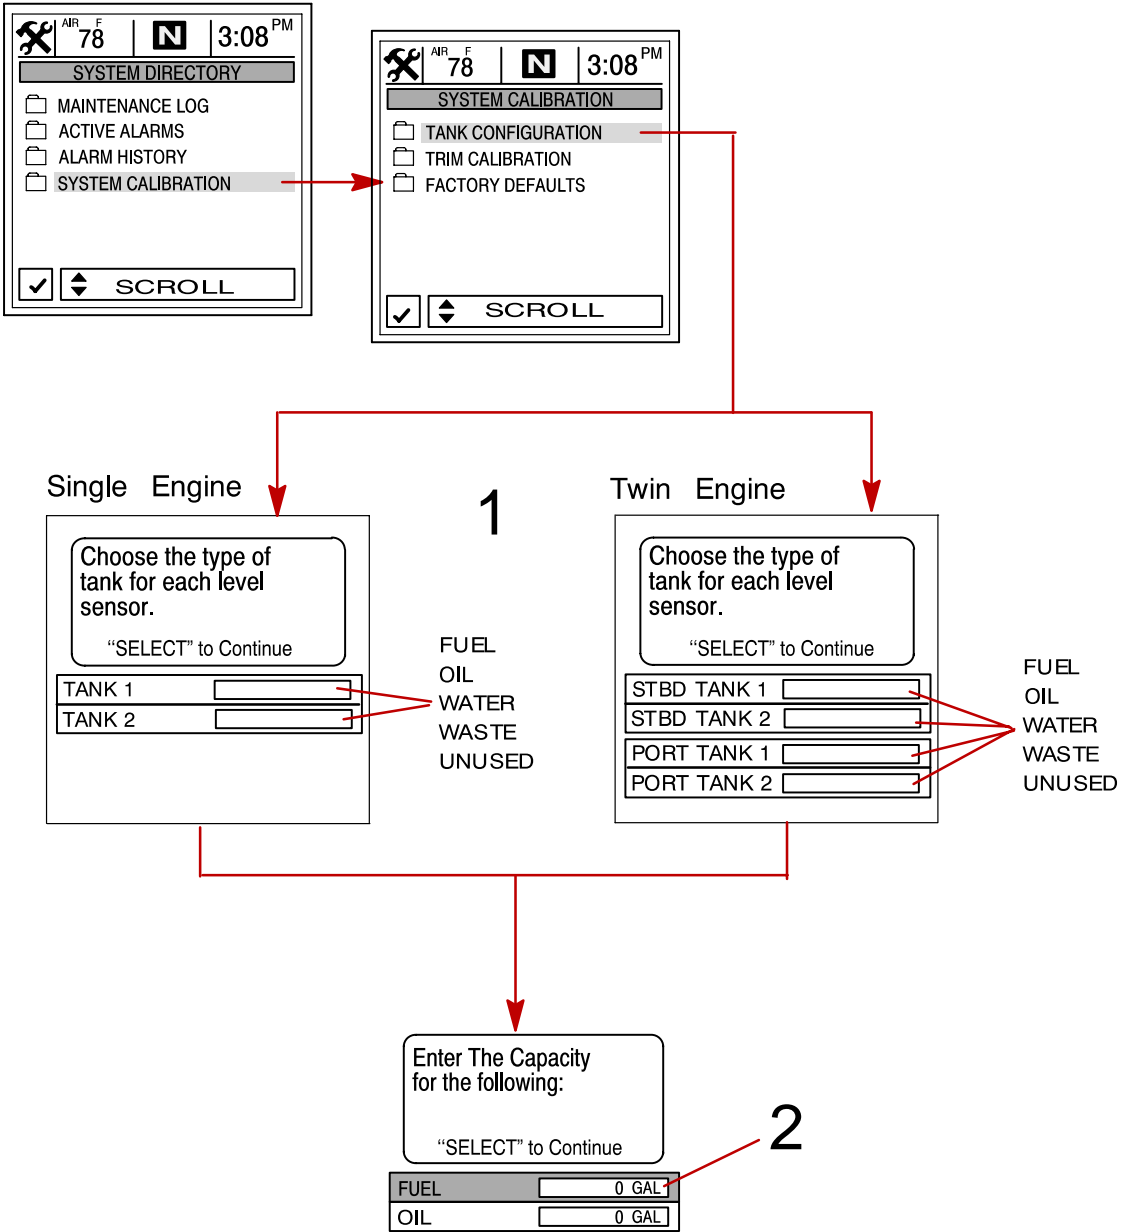 AIR F
78 N 3:08 PM
SYSTEM DIRECTORY
MAINTENANCE LOG
ACTIVE ALARMS
ALARM HISTORY
SYSTEM CALIBRATION
SCROLL
AIR F
78 N 3:08 PM
SYSTEM CALIBRATION
TANK CONFIGURATION
TRIM CALIBRATION
FACTORY DEFAULTS
SCROLL
Single Engine
Choose the type of
tank for each level
sensor.
“SELECT” to Continue
TANK 1
TANK 2
FUEL
OIL
WATER
WASTE
UNUSED
1
Twin Engine
Choose the type of
tank for each level
sensor.
“SELECT” to Continue
STBD TANK 1
STBD TANK 2
PORT TANK 1
PORT TANK 2
FUEL
OIL
WATER
WASTE
UNUSED
Enter The Capacity
for the following:
“SELECT” to Continue
2
FUEL 0 GAL
OIL 0 GAL